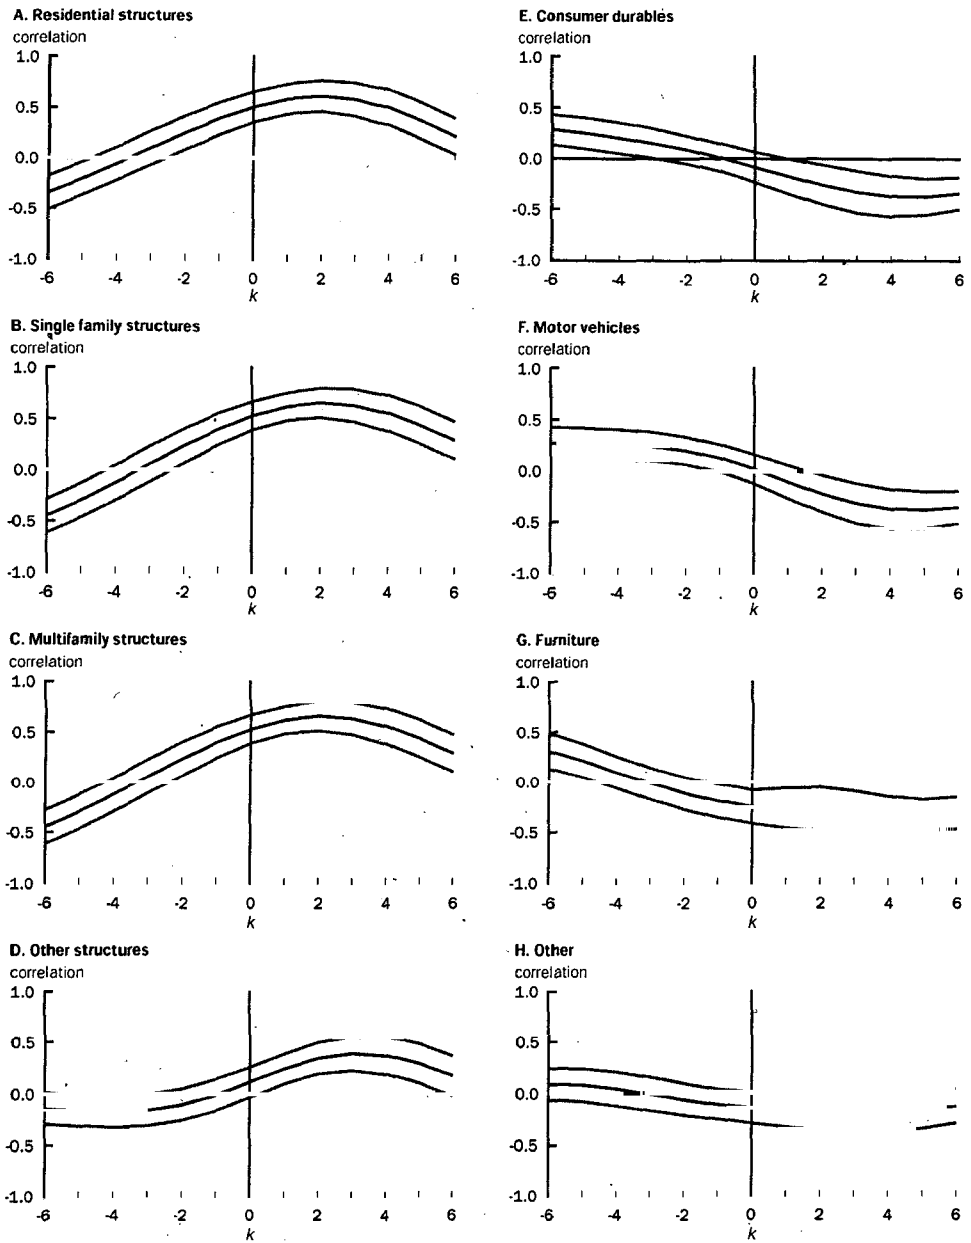 A. Residential structures
correlation
1.0
0.5
0.0
-0.5
-1.0
-6 -4 -2 0 2 4 6
k
B. Single family structures
correlation
1.0
0.5
0.0
-0.5
-1.0
-6 -4 -2 0 2 4 6
k
C. Multifamily structures
correlation
1.0
0.5
0.0
-0.5
-1.0
-6 -4 -2 0 2 4 6
k
D. Other structures
correlation
1.0
0.5
0.0
-0.5
-1.0
-6 -4 -2 0 2 4 6
k
E. Consumer durables
correlation
1.0
0.5
0.0
-0.5
-1.0
-6 -4 -2 0 2 4 6
k
F. Motor vehicles
correlation
1.0
0.5
0.0
-0.5
-1.0
-6 -4 -2 0 2 4 6
k
G. Furniture
correlation
1.0
0.5
0.0
-0.5
-1.0
-6 -4 -2 0 2 4 6
k
H. Other
correlation
1.0
0.5
0.0
-0.5
-1.0
-6 -4 -2 0 2 4 6
k